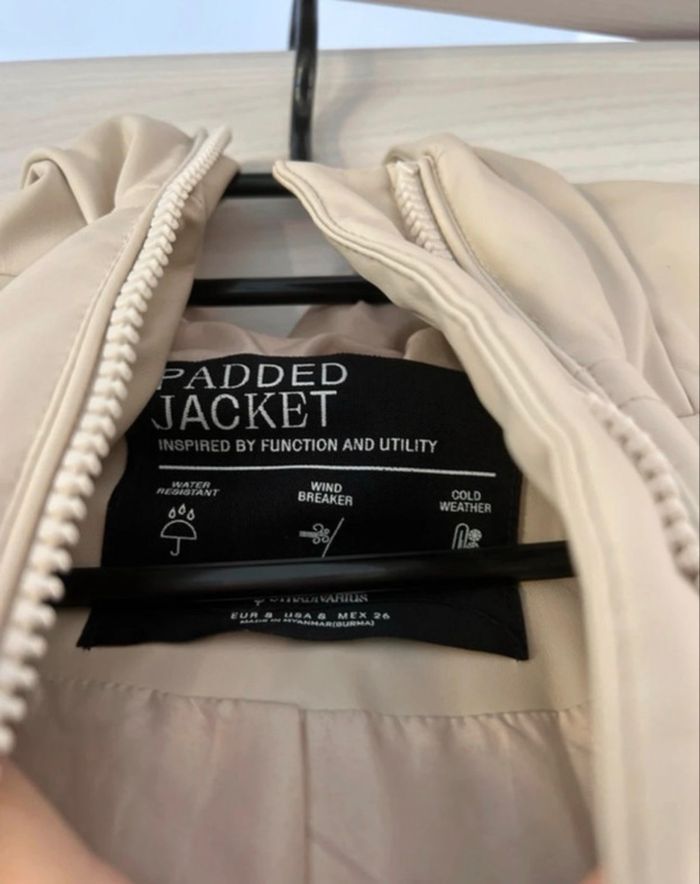 PADDED
JACKET
INSPIRED BY FUNCTION AND UTILITY
WATER
RESISTANT
WIND
BREAKER
COLD
WEATHER
STRADIVARIUS
EUR S USA S MEX 26
MADE IN MYANMAR(BURMA)